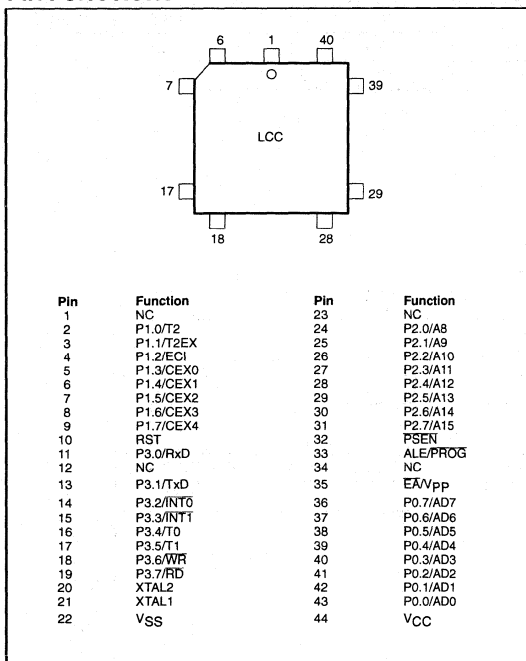 6 1 40
7 39
LCC
17 29
18 28
Pin Function Pin Function
1 NC 23 NC
2 P1.0/T2 24 P2.0/A8
3 P1.1/T2EX 25 P2.1/A9
4 P1.2/ECI 26 P2.2/A10
5 P1.3/CEX0 27 P2.3/A11
6 P1.4/CEX1 28 P2.4/A12
7 P1.5/CEX2 29 P2.5/A13
8 P1.6/CEX3 30 P2.6/A14
9 P1.7/CEX4 31 P2.7/A15
10 RST 32 P̅S̅E̅N̅
11 P3.0/RxD 33 ALE/P̅R̅O̅G̅
12 NC 34 NC
13 P3.1/TxD 35 E̅A̅/VPP
14 P3.2/I̅N̅T̅0̅ 36 P0.7/AD7
15 P3.3/I̅N̅T̅1̅ 37 P0.6/AD6
16 P3.4/T0 38 P0.5/AD5
17 P3.5/T1 39 P0.4/AD4
18 P3.6/W̅R̅ 40 P0.3/AD3
19 P3.7/R̅D̅ 41 P0.2/AD2
20 XTAL2 42 P0.1/AD1
21 XTAL1 43 P0.0/AD0
22 VSS 44 VCC